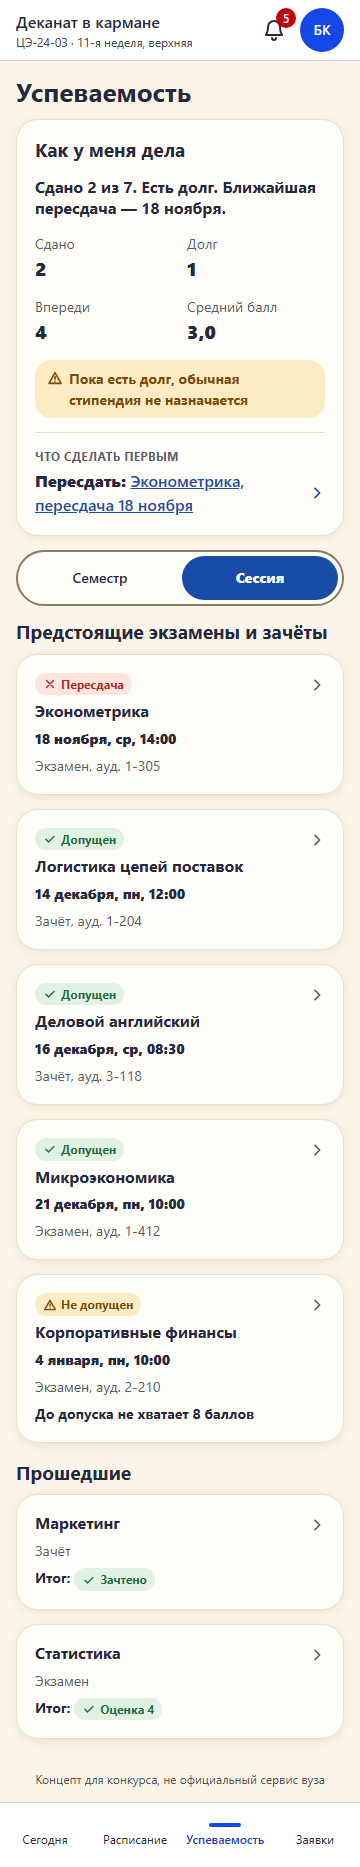 Деканат в кармане
ЦЭ-24-03 · 11-я неделя, верхняя
5
БК
Успеваемость
Как у меня дела
Сдано 2 из 7. Есть долг. Ближайшая
пересдача — 18 ноября.
Сдано
Долг
2
1
Впереди
Средний балл
4
3,0
Пока есть долг, обычная
стипендия не назначается
ЧТО СДЕЛАТЬ ПЕРВЫМ
Пересдать: Эконометрика,
пересдача 18 ноября
Семестр
Сессия
Предстоящие экзамены и зачёты
Пересдача
Эконометрика
18 ноября, ср, 14:00
Экзамен, ауд. 1-305
Допущен
Логистика цепей поставок
14 декабря, пн, 12:00
Зачёт, ауд. 1-204
Допущен
Деловой английский
16 декабря, ср, 08:30
Зачёт, ауд. 3-118
Допущен
Микроэкономика
21 декабря, пн, 10:00
Экзамен, ауд. 1-412
Не допущен
Корпоративные финансы
4 января, пн, 10:00
Экзамен, ауд. 2-210
До допуска не хватает 8 баллов
Прошедшие
Маркетинг
Зачёт
Итог: Зачтено
Статистика
Экзамен
Итог: Оценка 4
Концепт для конкурса, не официальный сервис вуза
Сегодня
Расписание
Успеваемость
Заявки